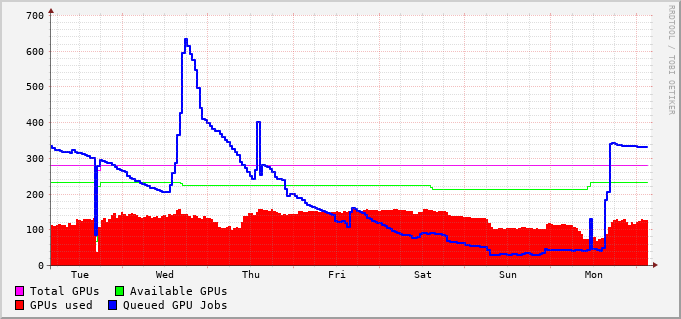 700
600
500
400
300
200
100
0
Tue Wed Thu Fri Sat Sun Mon
Total GPUs Available GPUs
GPUs used Queued GPU Jobs
RRDTOOL / TOBI OETIKER